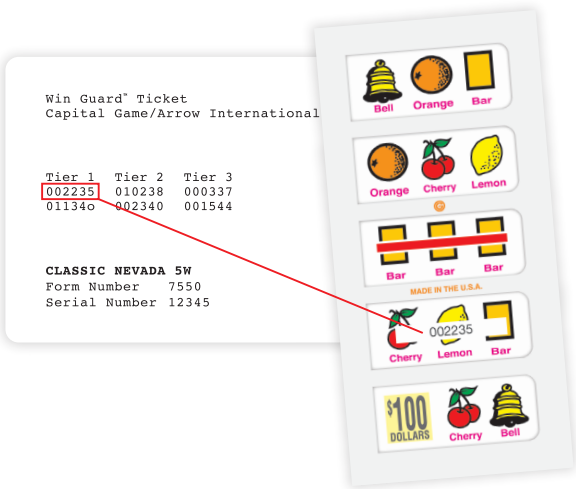 Win Guard™ Ticket
Capital Game/Arrow International
Tier 1 Tier 2 Tier 3
002235 010238 000337
01134o 002340 001544
CLASSIC NEVADA 5W
Form Number 7550
Serial Number 12345
Bell Orange Bar
Orange Cherry Lemon
Bar Bar Bar
MADE IN THE U.S.A.
002235
Cherry Lemon Bar
$100
DOLLARS Cherry Bell